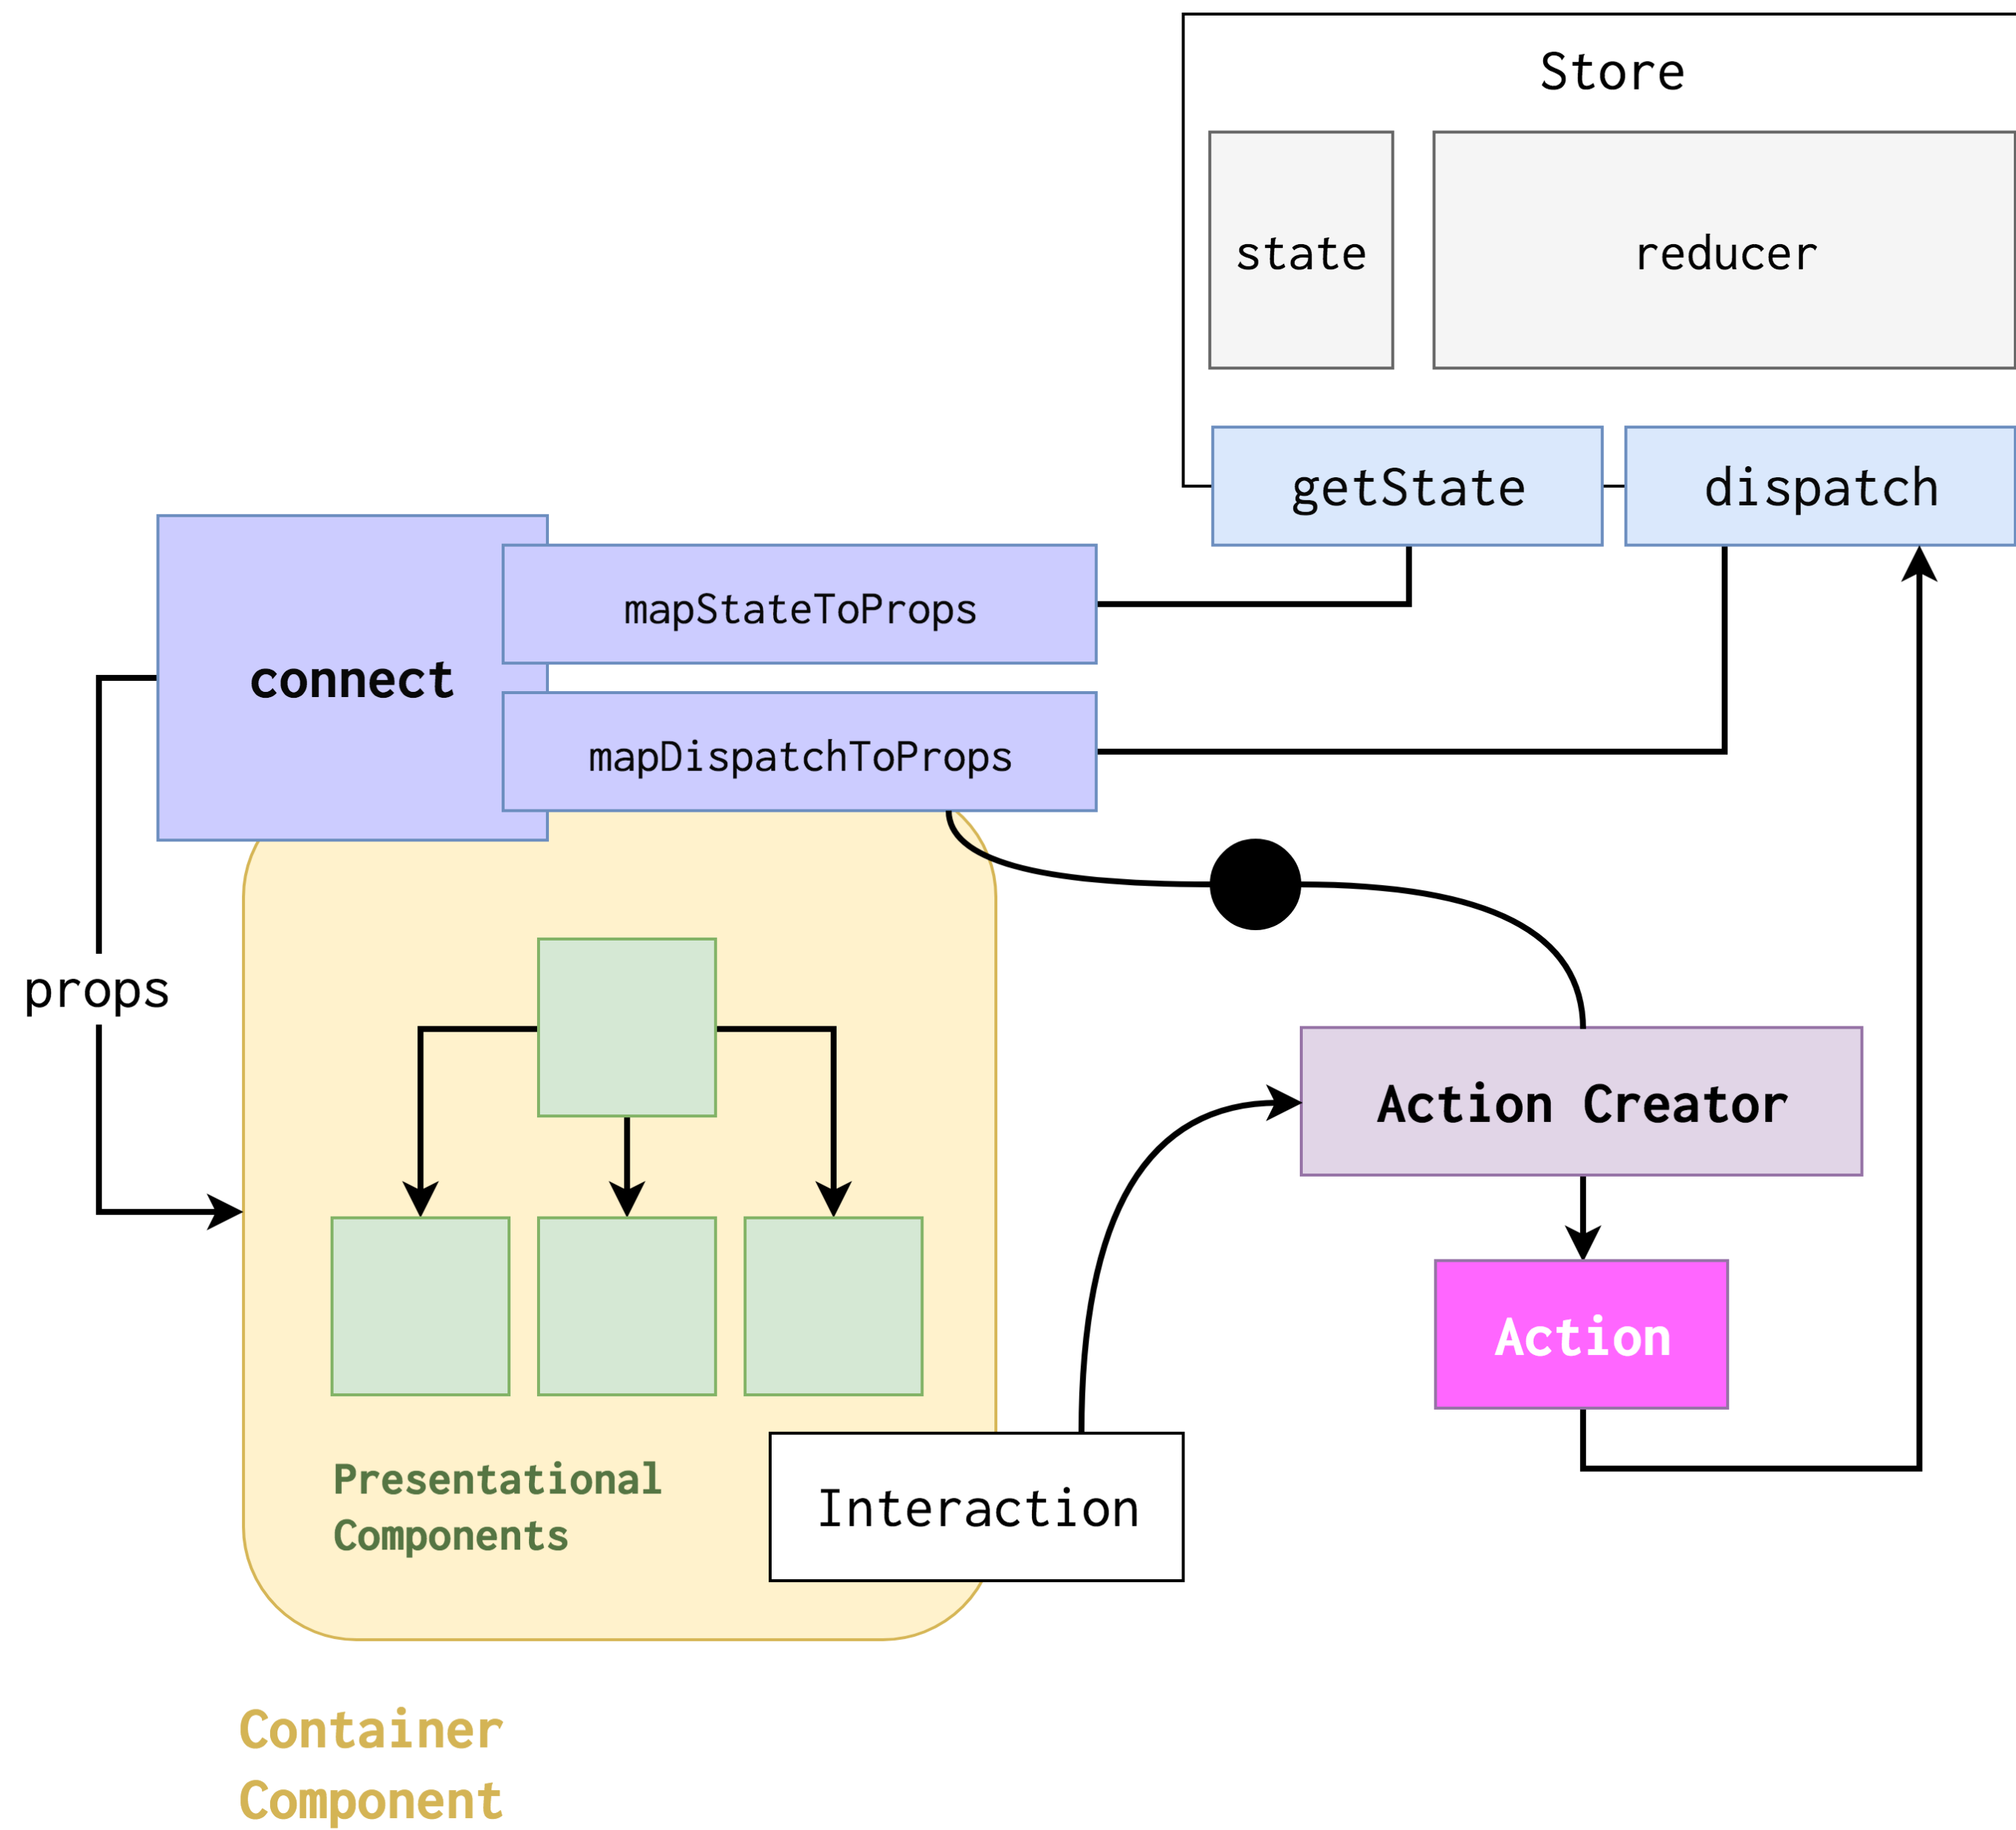 Store
state
reducer
getState
dispatch
mapStateToProps
connect
mapDispatchToProps
props
Action Creator
Action
Presentational
Components
Interaction
Container
Component